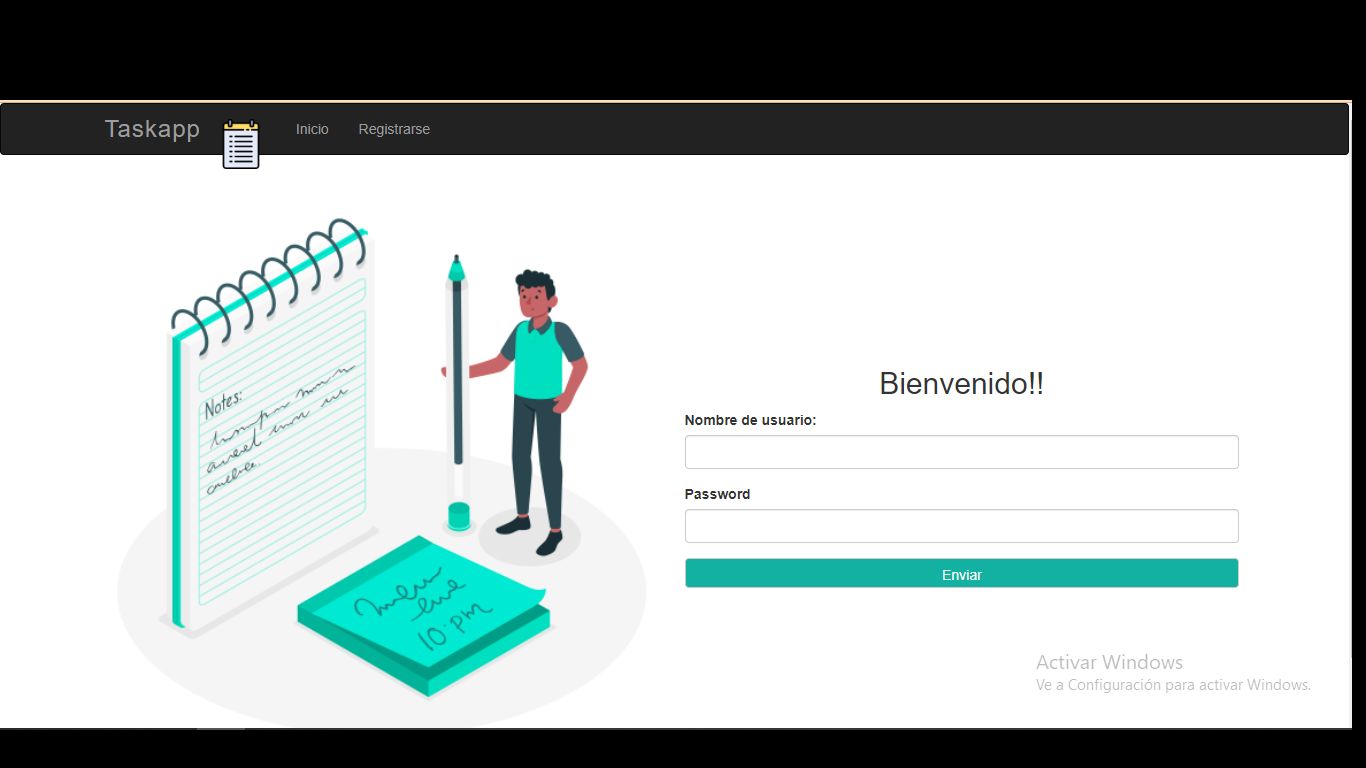 Taskapp
Inicio
Registrarse
Notes:
10:pm
Bienvenido!!
Nombre de usuario:
Password
Enviar
Activar Windows
Ve a Configuración para activar Windows.